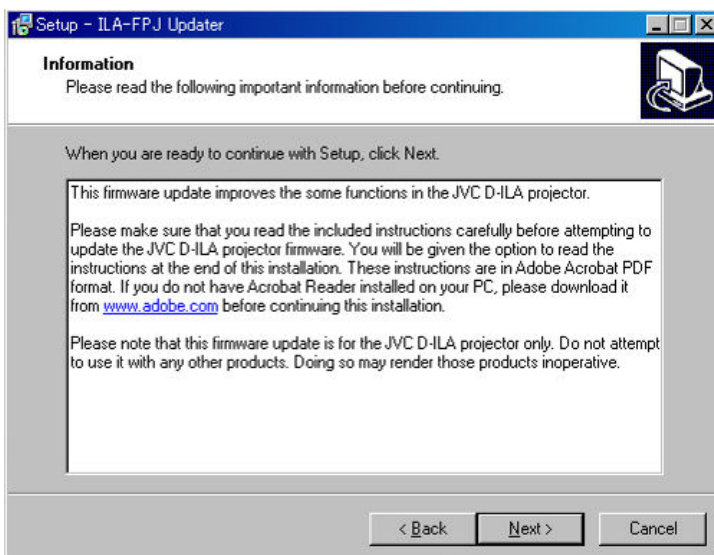 Setup - ILA-FPJ Updater
Information
Please read the following important information before continuing.
When you are ready to continue with Setup, click Next.
This firmware update improves the some functions in the JVC D-ILA projector.
Please make sure that you read the included instructions carefully before attempting to
update the JVC D-ILA projector firmware. You will be given the option to read the
instructions at the end of this installation. These instructions are in Adobe Acrobat PDF
format. If you do not have Acrobat Reader installed on your PC, please download it
from www.adobe.com before continuing this installation.
Please note that this firmware update is for the JVC D-ILA projector only. Do not attempt
to use it with any other products. Doing so may render those products inoperative.
< Back
Next >
Cancel